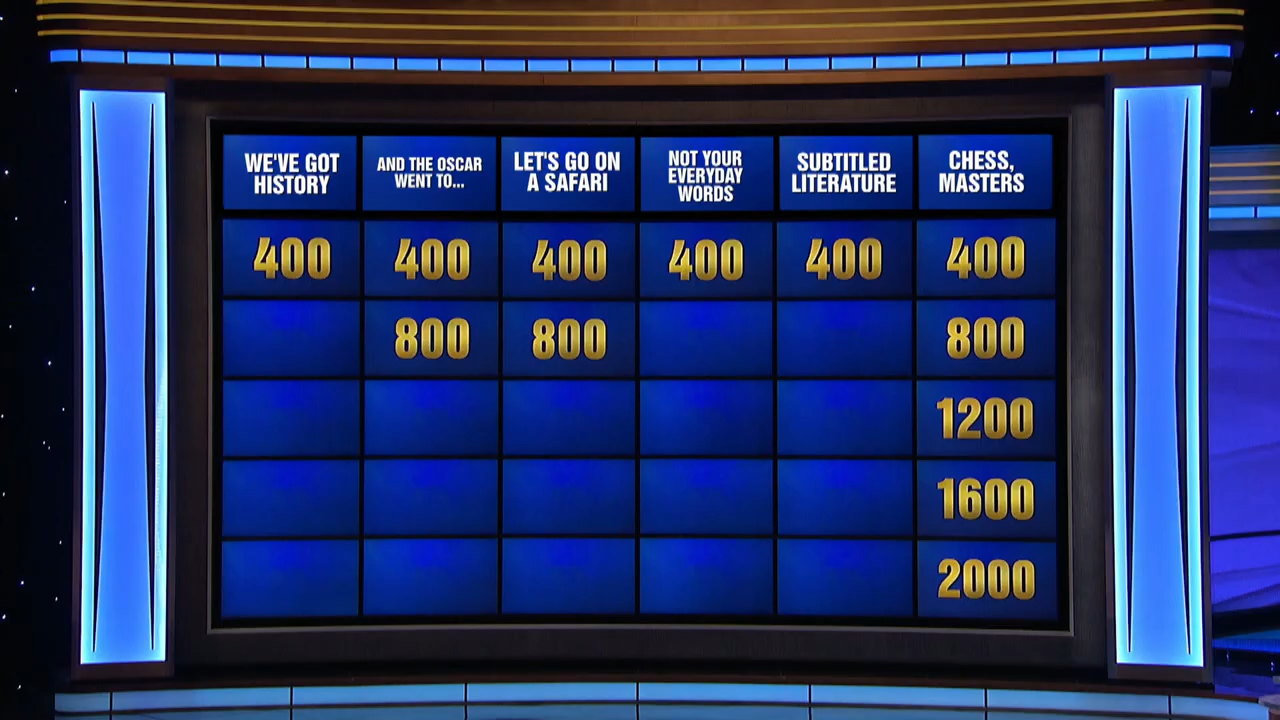 WE'VE GOT
HISTORY
AND THE OSCAR
WENT TO...
LET'S GO ON
A SAFARI
NOT YOUR
EVERYDAY
WORDS
SUBTITLED
LITERATURE
CHESS,
MASTERS
400 400 400 400 400 400
800 800 800
1200
1600
2000